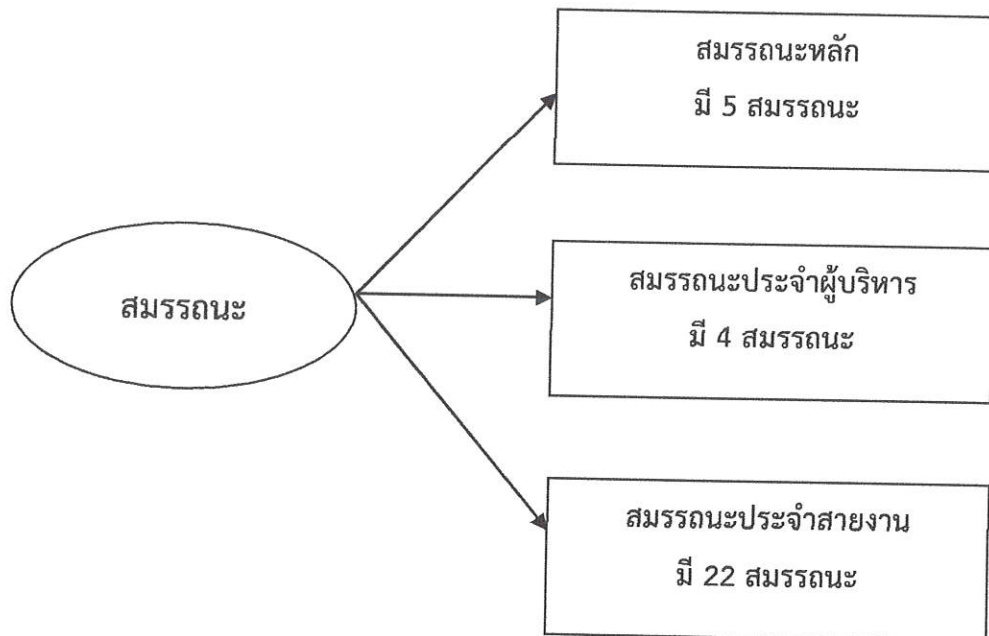 สมรรถนะหลัก
มี 5 สมรรถนะ
สมรรถนะ
สมรรถนะประจำผู้บริหาร
มี 4 สมรรถนะ
สมรรถนะประจำสายงาน
มี 22 สมรรถนะ